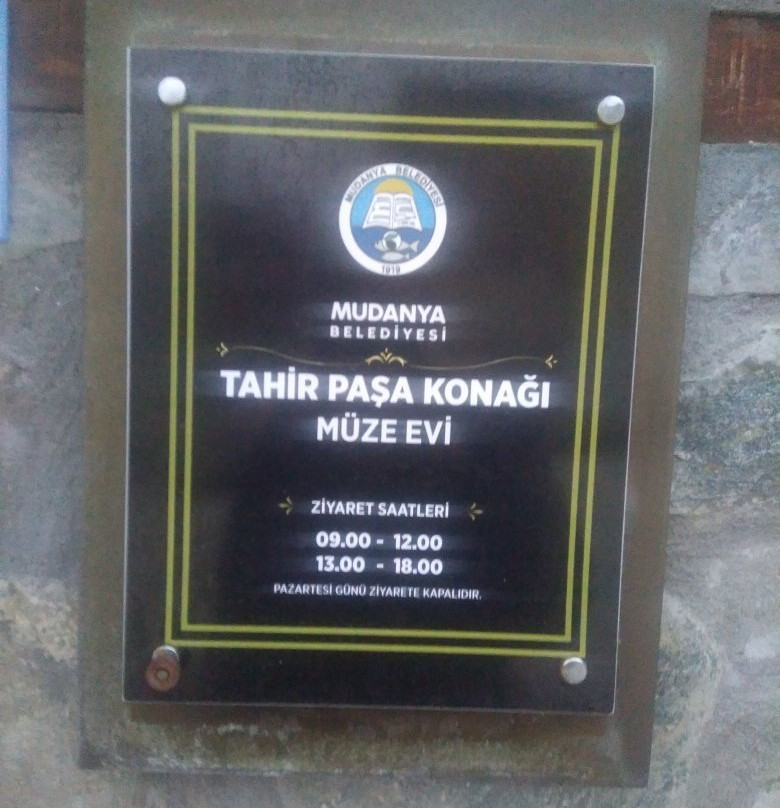 MUDANYA BELEDİYESİ
1919
MUDANYA
BELEDİYESİ
TAHİR PAŞA KONAĞI
MÜZE EVİ
ZİYARET SAATLERİ
09.00 - 12.00
13.00 - 18.00
PAZARTESİ GÜNÜ ZİYARETE KAPALIDIR.